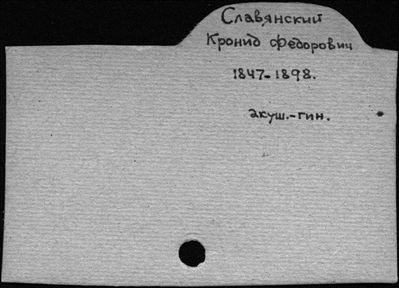 Славянский
Кронид Федорович
1847-1898.
акуш.-гин.